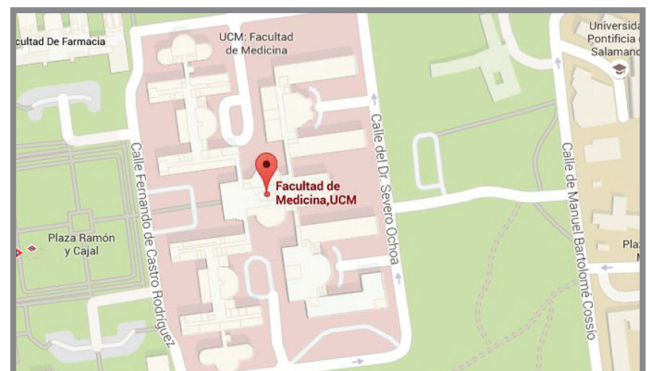 cultad De Farmacia
UCM: Facultad
de Medicina
Universida
Pontificia
Salamanc
Calle Fernando de Castro Rodríguez
Calle del Dr. Severo Ochoa
Calle de Manuel Bartolomé Cossío
Facultad de
Medicina,UCM
Plaza Ramón
y Cajal
Plaz